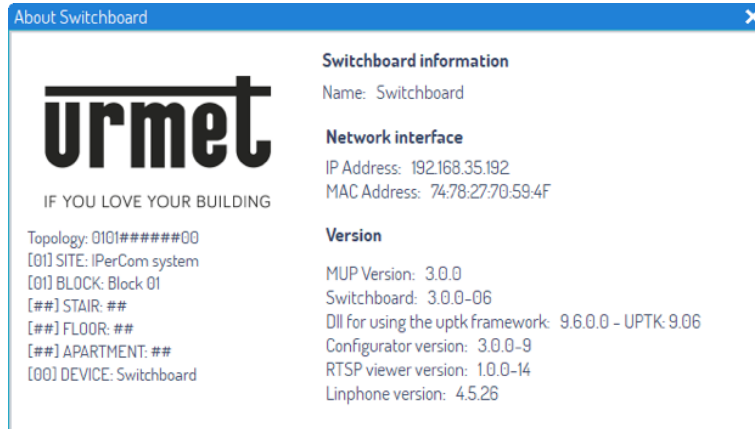 About Switchboard
urmet
IF YOU LOVE YOUR BUILDING
Topology: 0101######00
[01] SITE: IPerCom system
[01] BLOCK: Block 01
[##] STAIR: ##
[##] FLOOR: ##
[##] APARTMENT: ##
[00] DEVICE: Switchboard
Switchboard information
Name: Switchboard
Network interface
IP Address: 192.168.35.192
MAC Address: 74:78:27:70:59:4F
Version
MUP Version: 3.0.0
Switchboard: 3.0.0-06
Dll for using the uptk framework: 9.6.0.0 - UPTK: 9.06
Configurator version: 3.0.0-9
RTSP viewer version: 1.0.0-14
Linphone version: 4.5.26